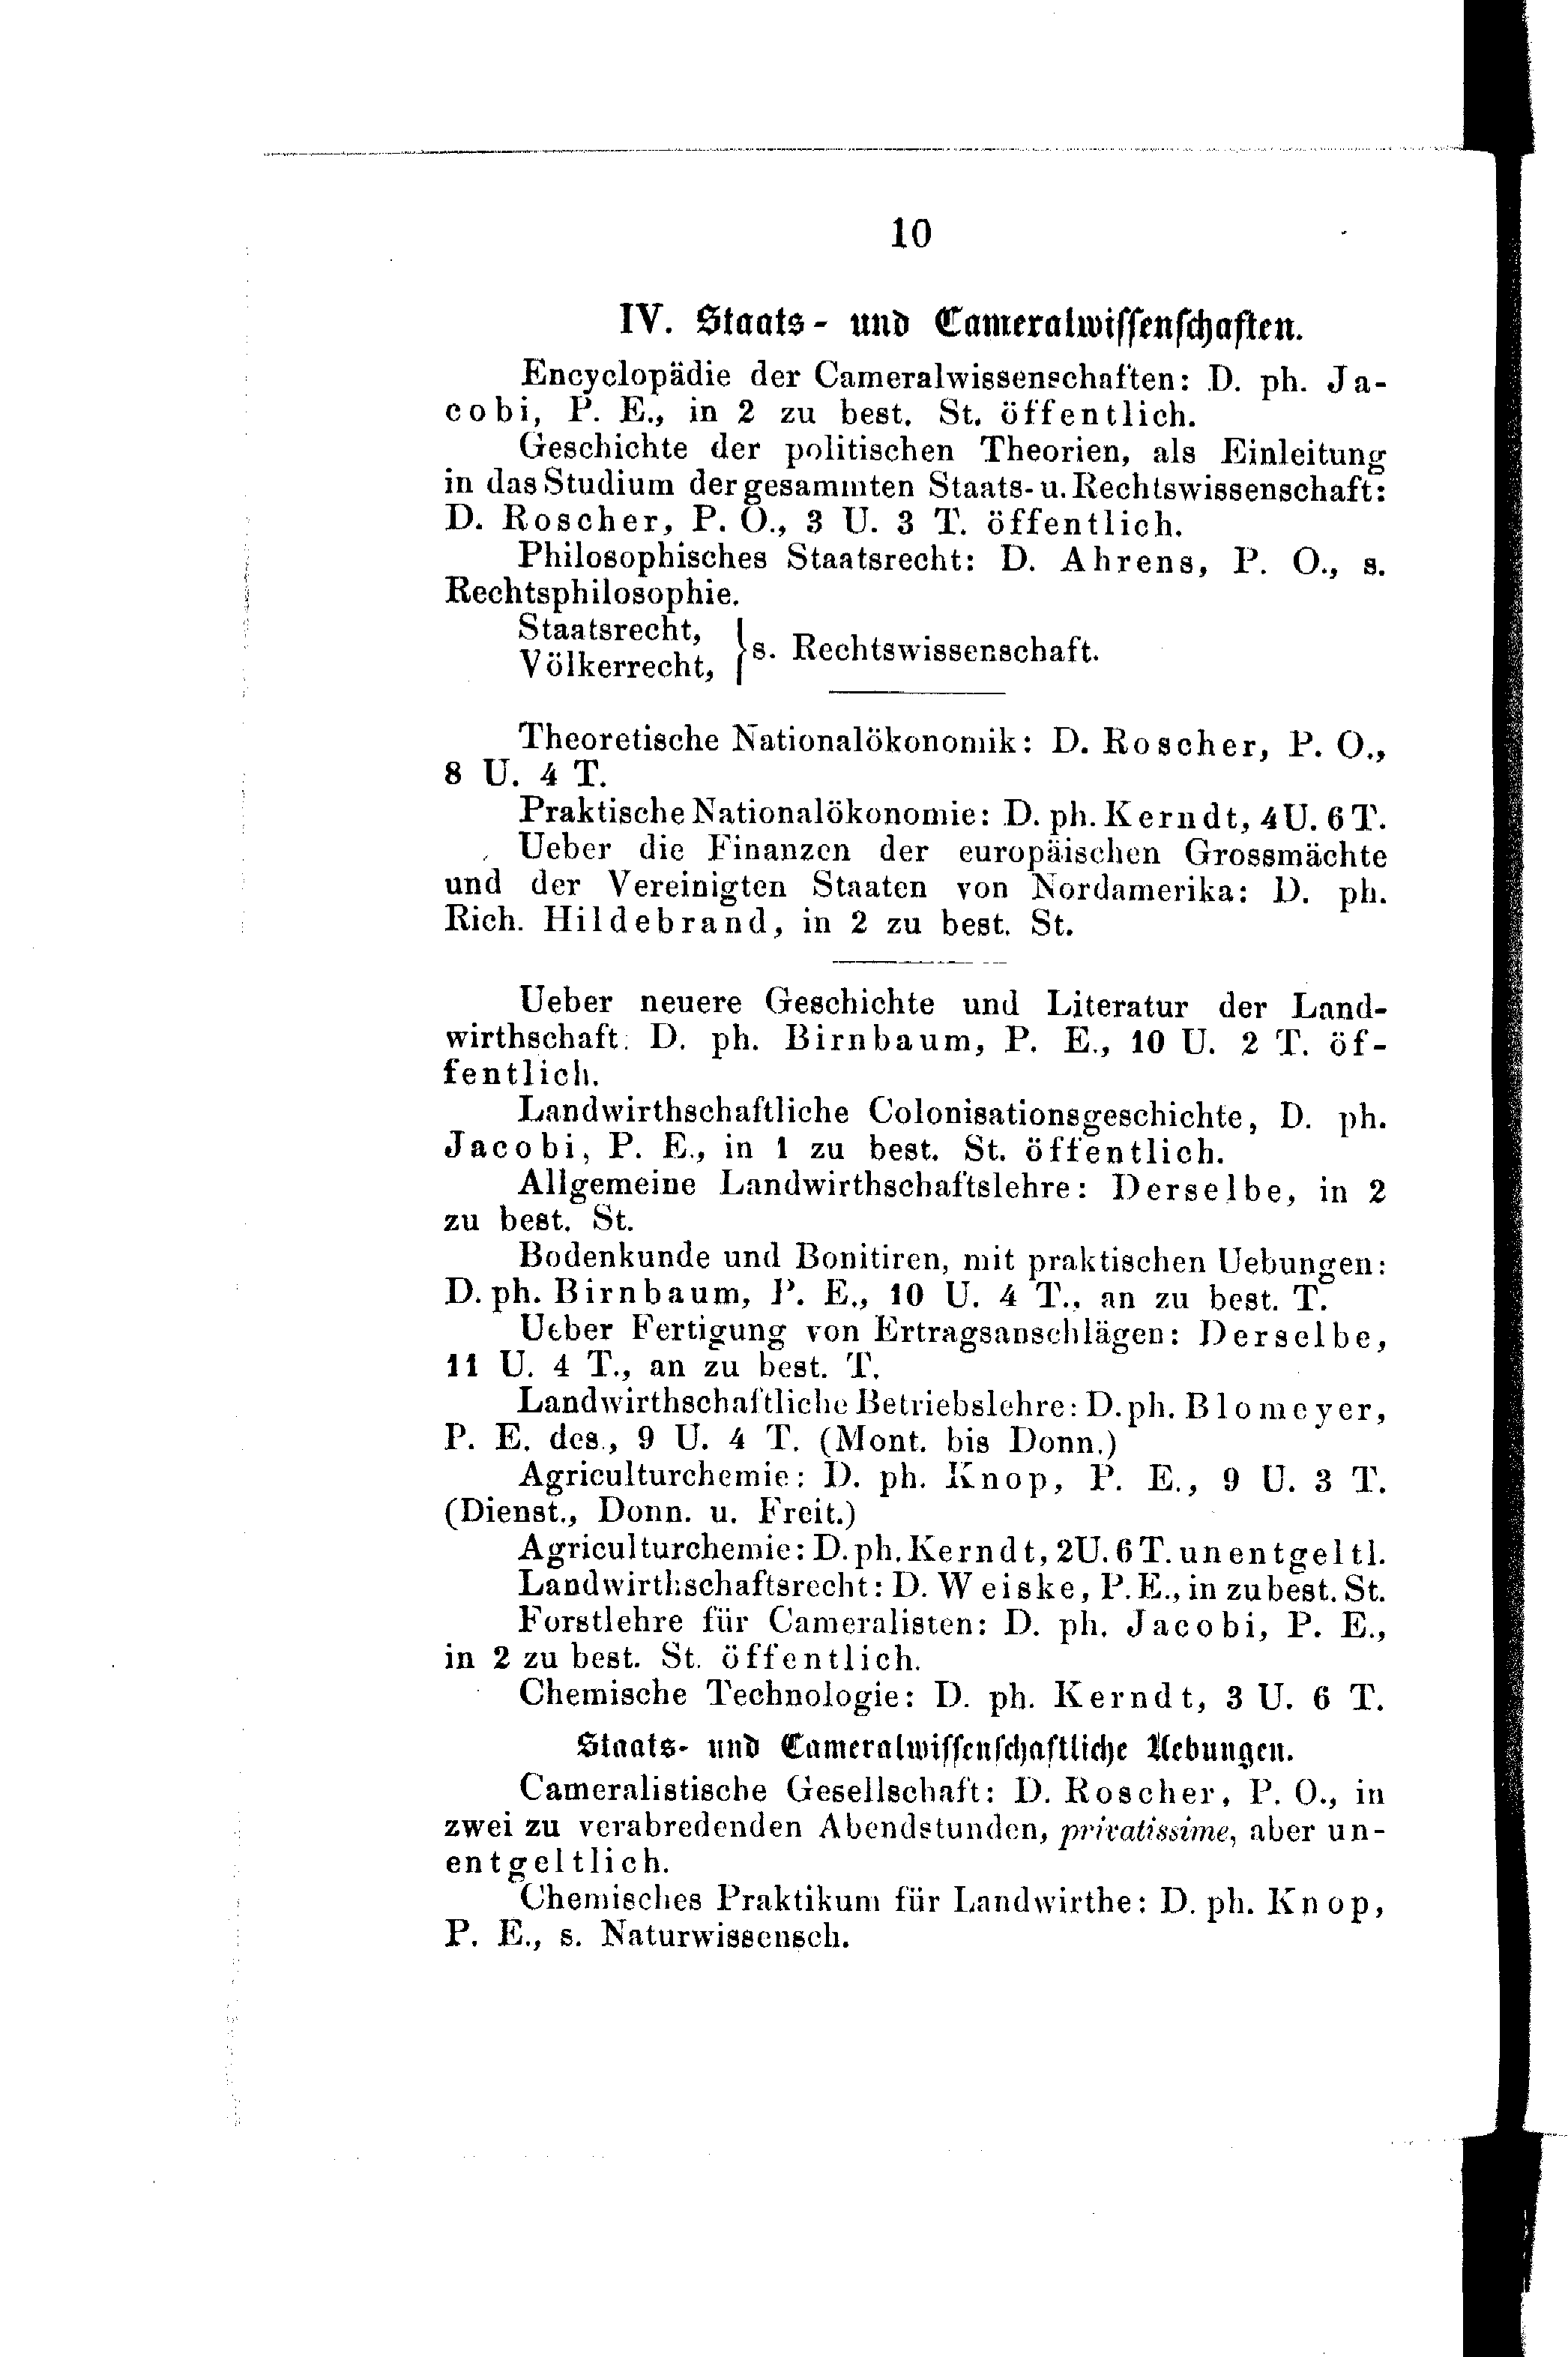 10
IV. Staats- und Cameralwissenschaften.
Encyclopädie der Cameralwissenschaften: D. ph. Ja-
cobi, P. E., in 2 zu best. St. öffentlich.
Geschichte der politischen Theorien, als Einleitung
in das Studium der gesammten Staats- u. Rechtswissenschaft:
D. Roscher, P. O., 3 U. 3 T. öffentlich.
Philosophisches Staatsrecht: D. Ahrens, P. O., s.
Rechtsphilosophie.
Staatsrecht,
Völkerrecht, } s. Rechtswissenschaft.
Theoretische Nationalökonomik: D. Roscher, P. O.,
8 U. 4 T.
Praktische Nationalökonomie: D. ph. Kerndt, 4 U. 6 T.
Ueber die Finanzen der europäischen Grossmächte
und der Vereinigten Staaten von Nordamerika: D. ph.
Rich. Hildebrand, in 2 zu best. St.
Ueber neuere Geschichte und Literatur der Land-
wirthschaft: D. ph. Birnbaum, P. E., 10 U. 2 T. öf-
fentlich.
Landwirthschaftliche Colonisationsgeschichte, D. ph.
Jacobi, P. E., in 1 zu best. St. öffentlich.
Allgemeine Landwirthschaftslehre: Derselbe, in 2
zu best. St.
Bodenkunde und Bonitiren, mit praktischen Uebungen:
D. ph. Birnbaum, P. E., 10 U. 4 T., an zu best. T.
Ueber Fertigung von Ertragsanschlägen: Derselbe,
11 U. 4 T., an zu best. T.
Landwirthschaftliche Betriebslehre: D. ph. Blomeyer,
P. E. des., 9 U. 4 T. (Mont. bis Donn.)
Agriculturchemie: D. ph. Knop, P. E., 9 U. 3 T.
(Dienst., Donn. u. Freit.)
Agriculturchemie: D. ph. Kerndt, 2 U. 6 T. unentgeltl.
Landwirthschaftsrecht: D. Weiske, P. E., in zu best. St.
Forstlehre für Cameralisten: D. ph. Jacobi, P. E.,
in 2 zu best. St. öffentlich.
Chemische Technologie: D. ph. Kerndt, 3 U. 6 T.
Staats- und Cameralwissenschaftliche Uebungen.
Cameralistische Gesellschaft: D. Roscher, P. O., in
zwei zu verabredenden Abendstunden, privatissime, aber un-
entgeltlich.
Chemisches Praktikum für Landwirthe: D. ph. Knop,
P. E., s. Naturwissensch.